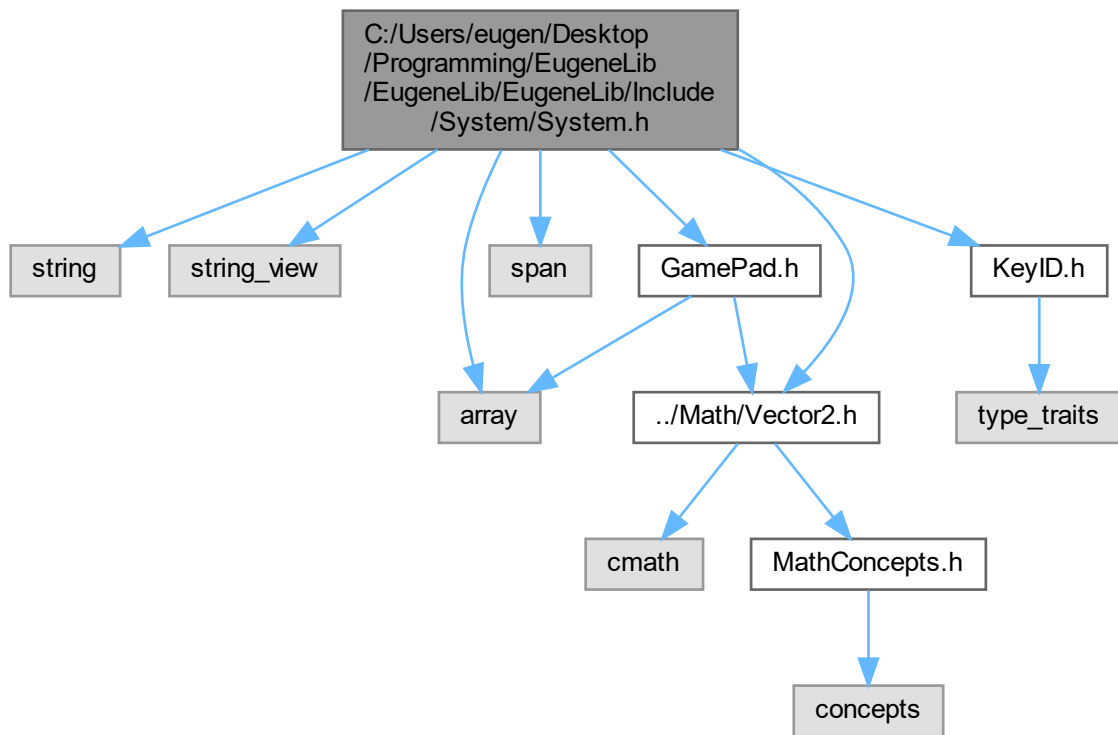 C:/Users/eugen/Desktop
/Programming/EugeneLib
/EugeneLib/EugeneLib/Include
/System/System.h
string
string_view
span
GamePad.h
KeyID.h
array
../Math/Vector2.h
type_traits
cmath
MathConcepts.h
concepts